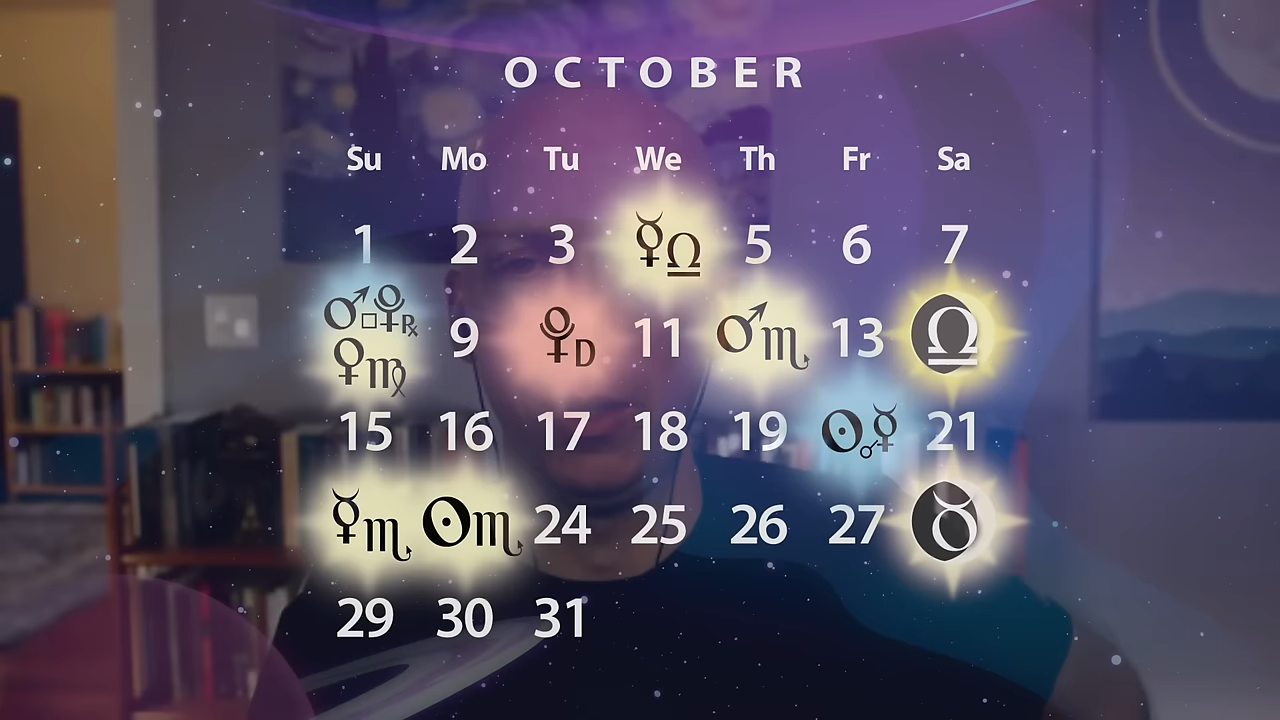 OCTOBER
Su Mo Tu We Th Fr Sa
1 2 3 ☿♎ 5 6 7
♂□♇℞ 9 ♇D 11 ♂♏ 13 ♎
♀♍
15 16 17 18 19 ☉☌☿ 21
☿♏ ☉♏ 24 25 26 27 ♉
29 30 31